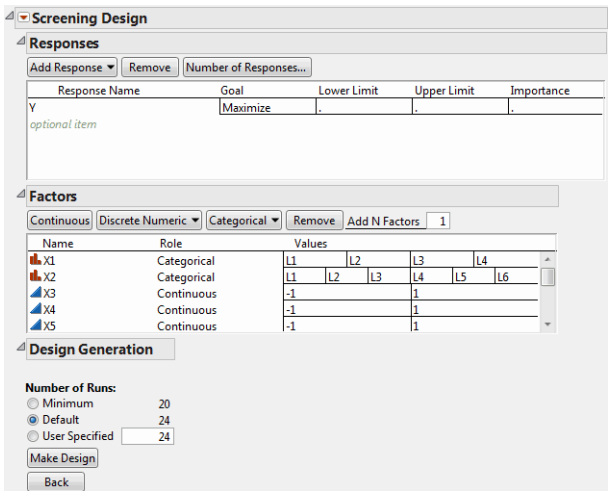 Screening Design
Responses
Add Response Remove Number of Responses...
Response Name Goal Lower Limit Upper Limit Importance
Y Maximize . . .
optional item
Factors
Continuous Discrete Numeric Categorical Remove Add N Factors 1
Name Role Values
X1 Categorical L1 L2 L3 L4
X2 Categorical L1 L2 L3 L4 L5 L6
X3 Continuous -1 1
X4 Continuous -1 1
X5 Continuous -1 1
Design Generation
Number of Runs:
Minimum 20
Default 24
User Specified 24
Make Design
Back